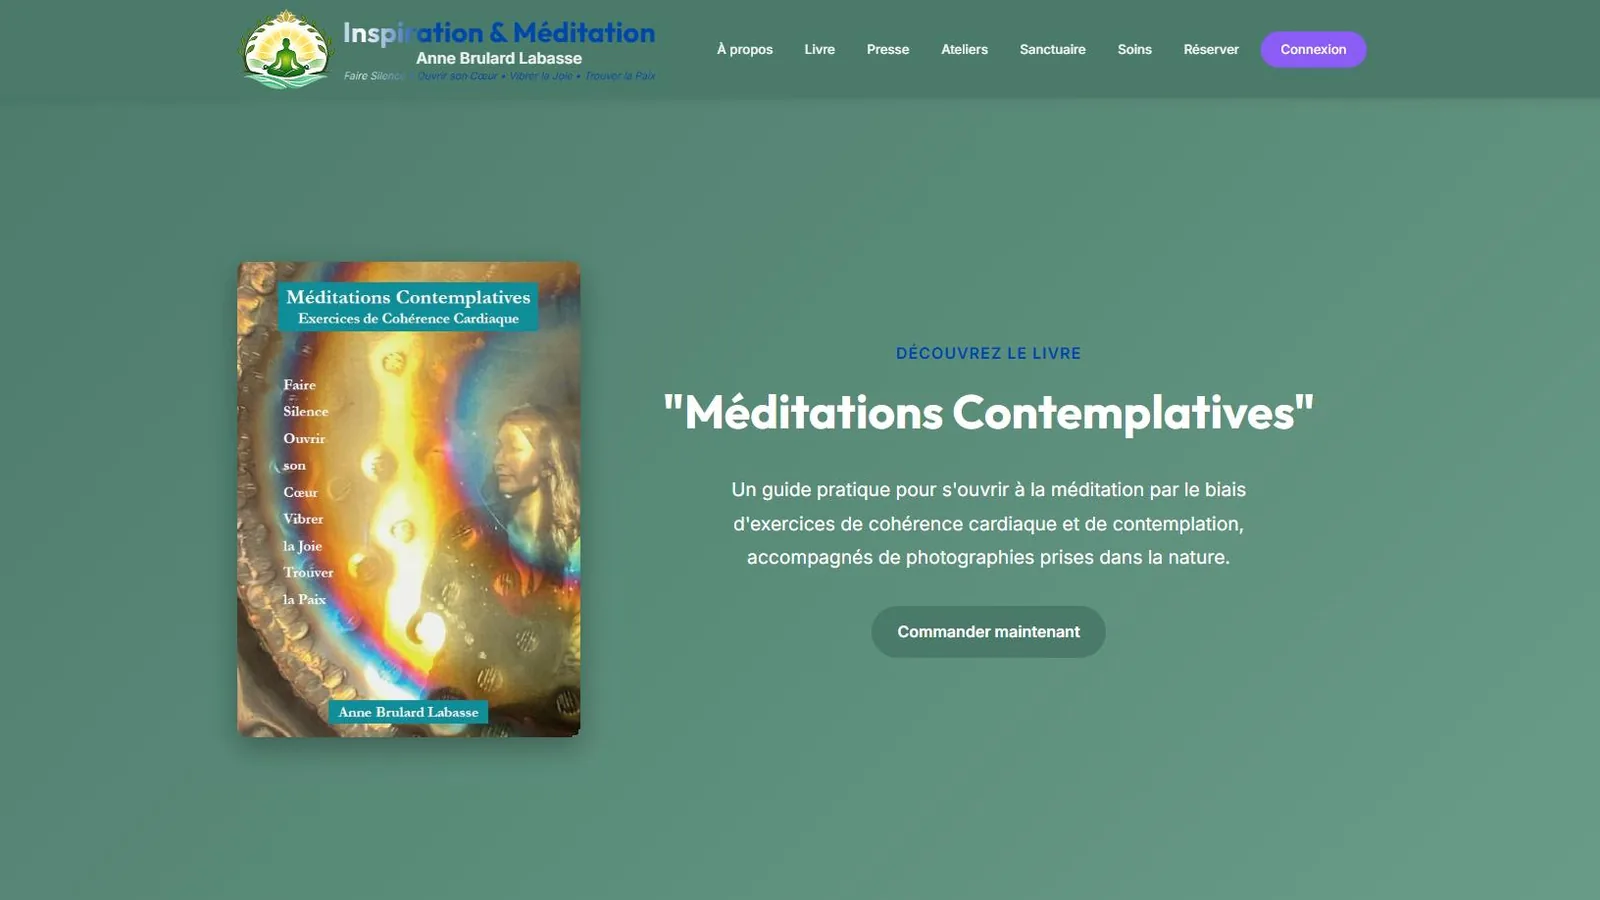 Inspiration & Méditation
Anne Brulard Labasse
Faire Silence • Ouvrir son Cœur • Vibrer la Joie • Trouver la Paix
À propos
Livre
Presse
Ateliers
Sanctuaire
Soins
Réserver
Connexion
Méditations Contemplatives
Exercices de Cohérence Cardiaque
Faire
Silence
Ouvrir
son
Cœur
Vibrer
la Joie
Trouver
la Paix
Anne Brulard Labasse
DÉCOUVREZ LE LIVRE
"Méditations Contemplatives"
Un guide pratique pour s'ouvrir à la méditation par le biais
d'exercices de cohérence cardiaque et de contemplation,
accompagnés de photographies prises dans la nature.
Commander maintenant